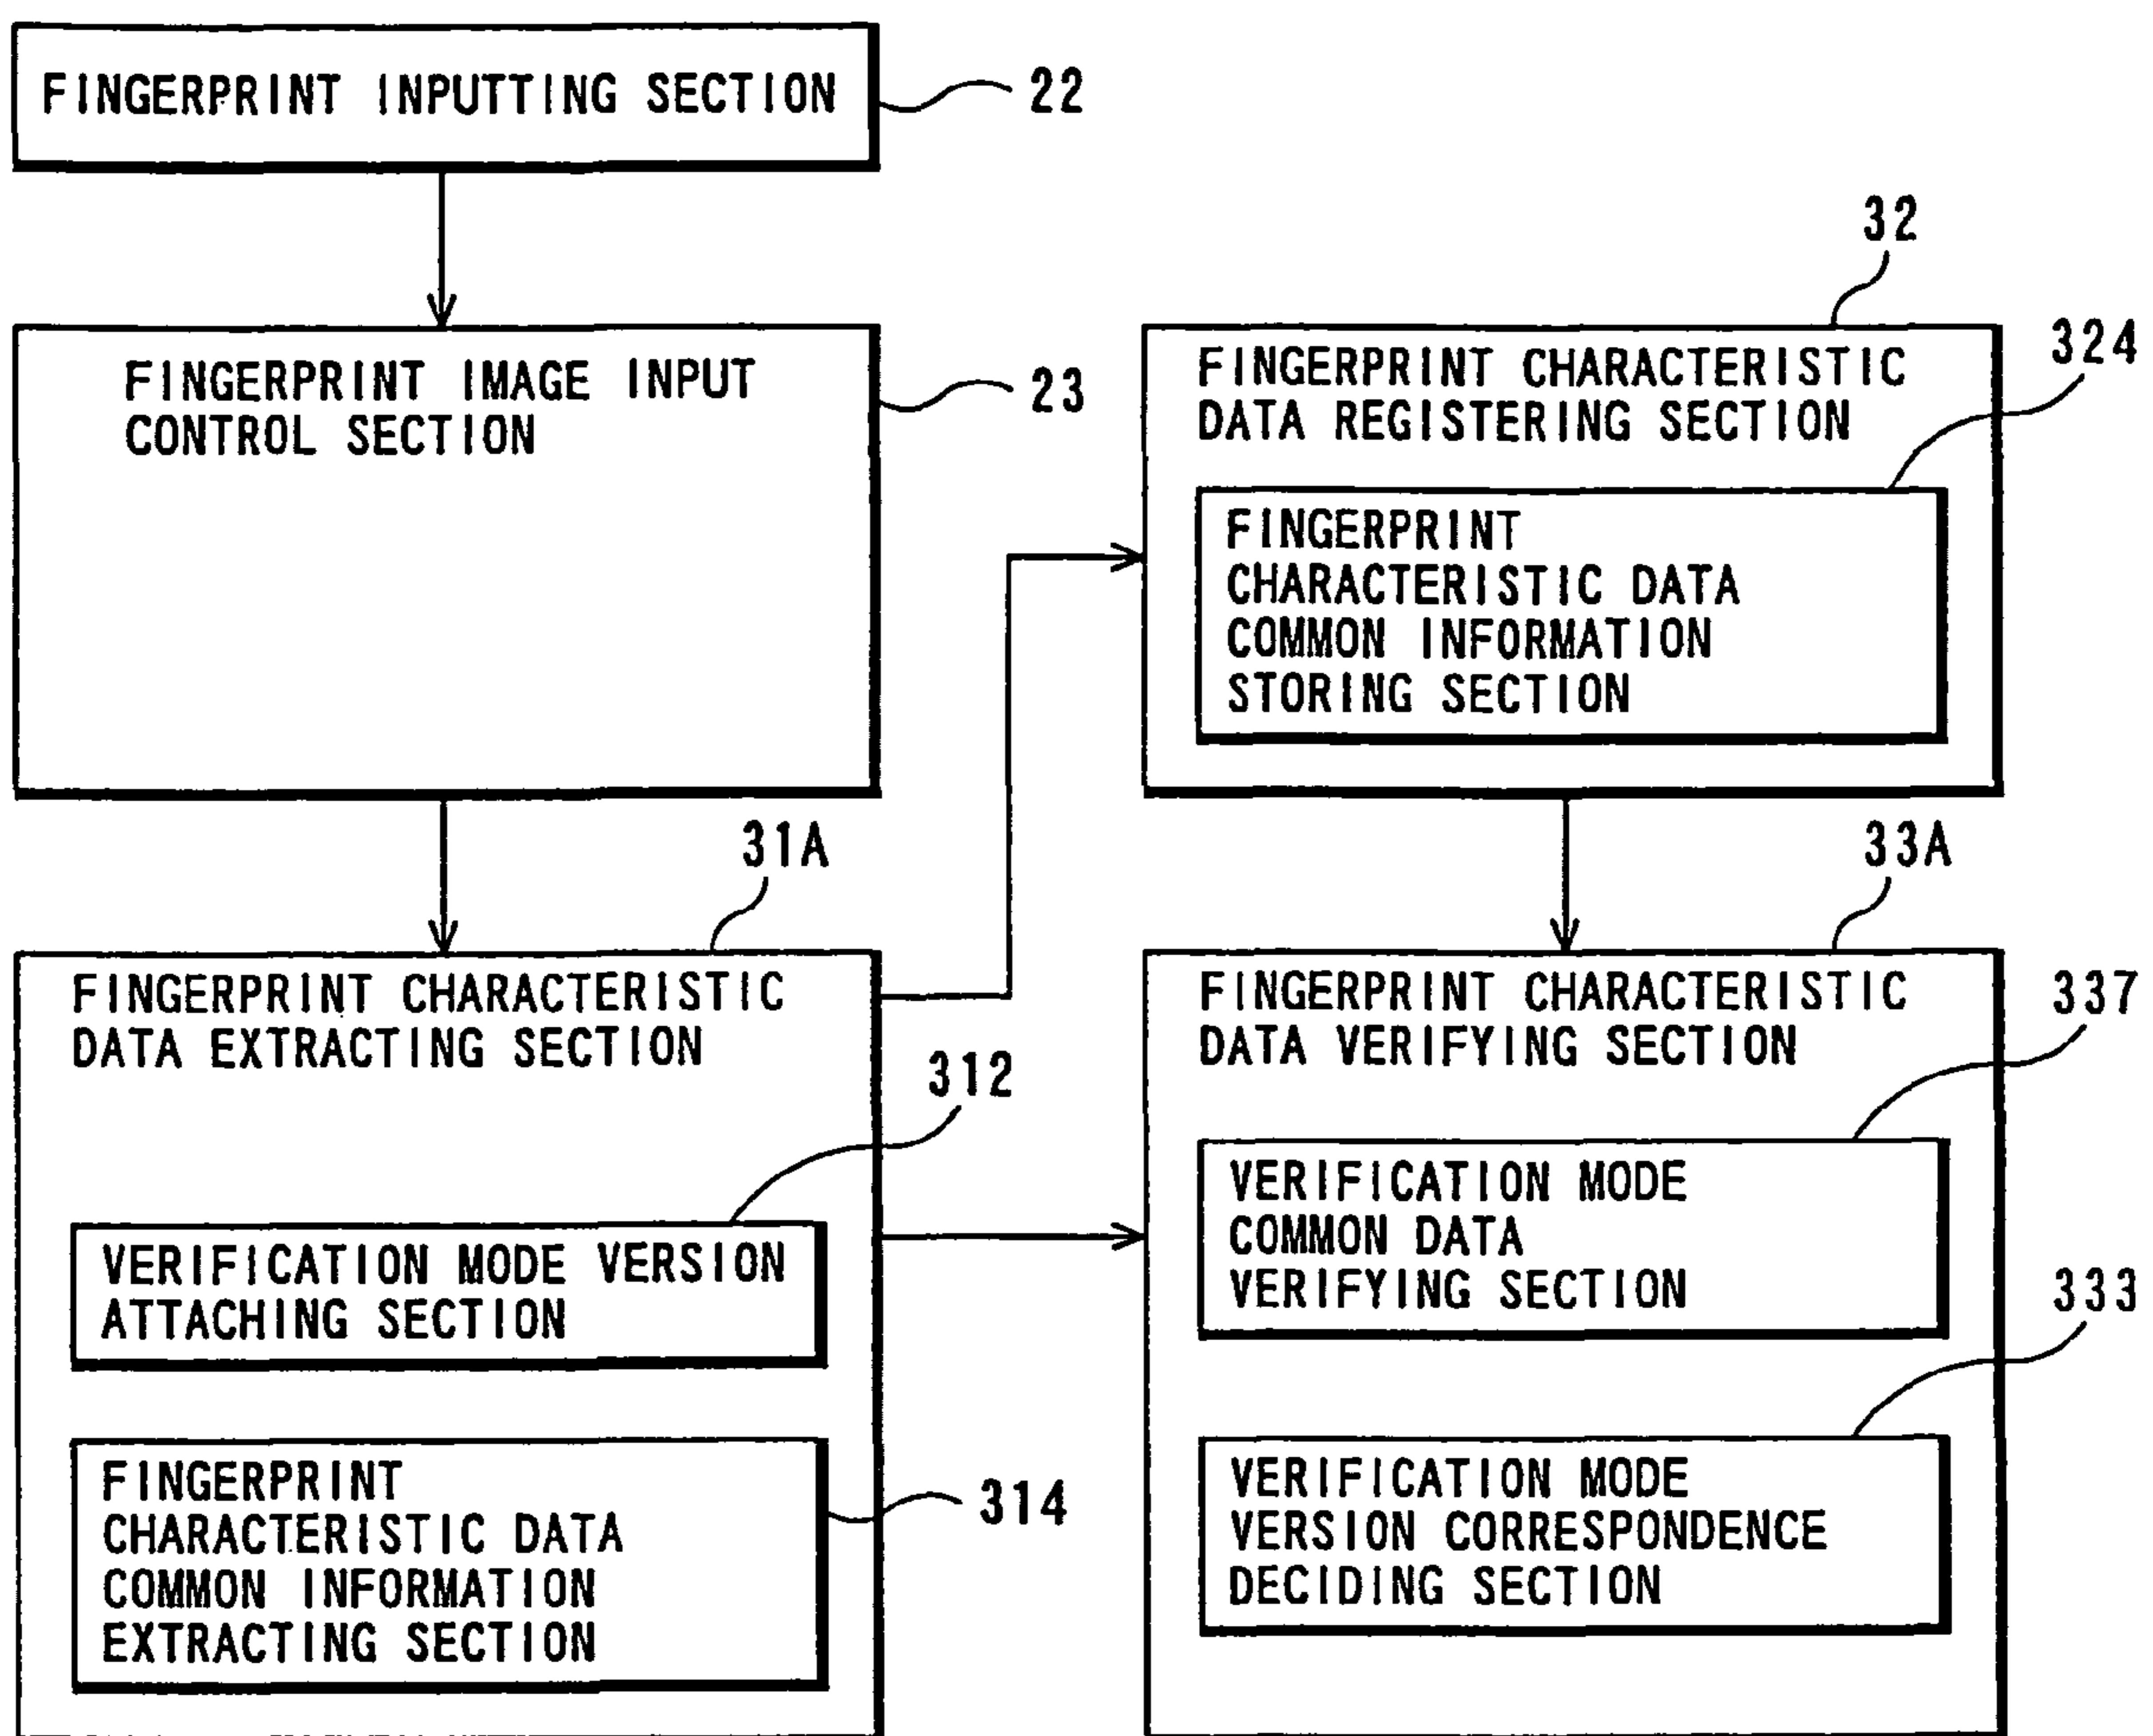 FINGERPRINT INPUTTING SECTION
22
FINGERPRINT IMAGE INPUT
CONTROL SECTION
23
32
FINGERPRINT CHARACTERISTIC
DATA REGISTERING SECTION
324
FINGERPRINT
CHARACTERISTIC DATA
COMMON INFORMATION
STORING SECTION
31A
FINGERPRINT CHARACTERISTIC
DATA EXTRACTING SECTION
312
VERIFICATION MODE VERSION
ATTACHING SECTION
FINGERPRINT
CHARACTERISTIC DATA
COMMON INFORMATION
EXTRACTING SECTION
314
33A
FINGERPRINT CHARACTERISTIC
DATA VERIFYING SECTION
337
VERIFICATION MODE
COMMON DATA
VERIFYING SECTION
333
VERIFICATION MODE
VERSION CORRESPONDENCE
DECIDING SECTION